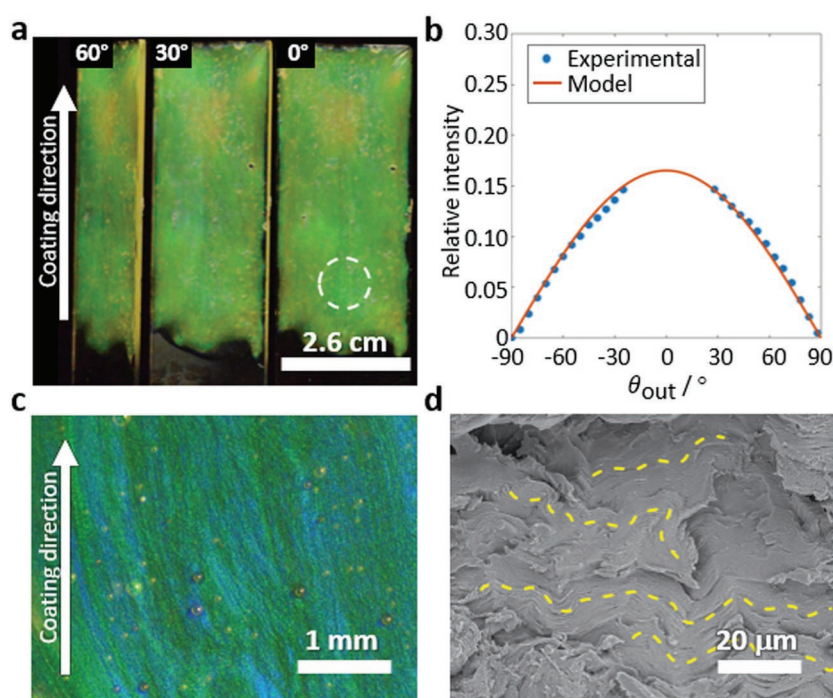 a
60°
30°
0°
Coating direction
2.6 cm
b
0.30
0.25
0.20
0.15
0.10
0.05
0
Relative intensity
Experimental
Model
-90
-60
-30
0
30
60
90
θout / °
c
Coating direction
1 mm
d
20 µm